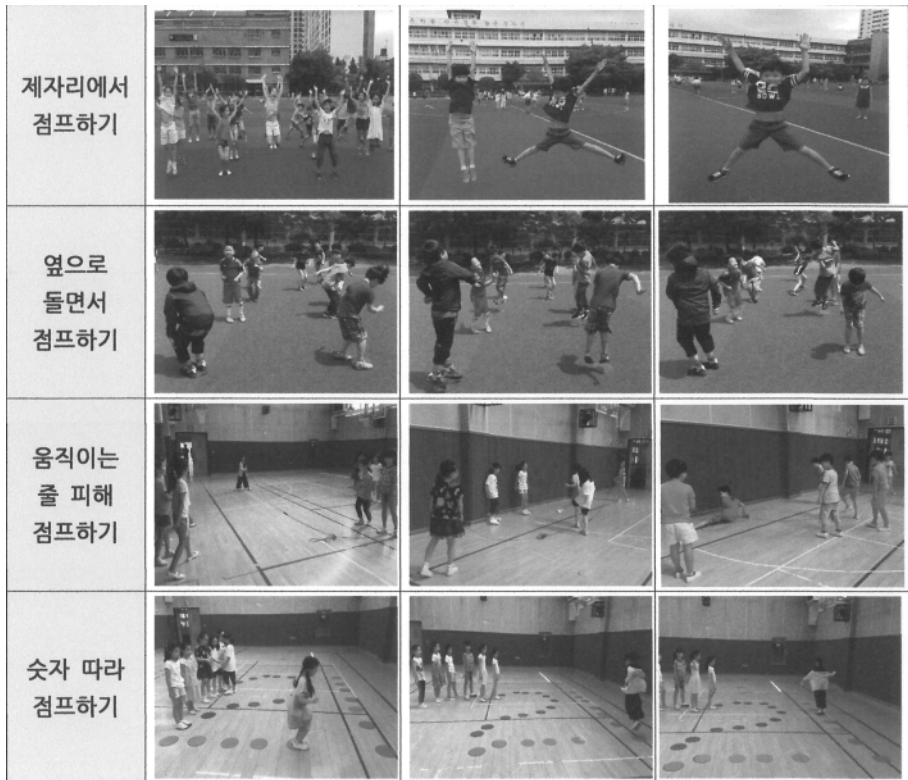 제자리에서
점프하기
옆으로
돌면서
점프하기
움직이는
줄 피해
점프하기
숫자 따라
점프하기